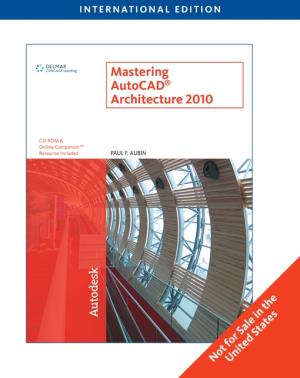 INTERNATIONAL EDITION
DELMAR
CENGAGE Learning
Mastering
AutoCAD®
Architecture 2010
CD-ROM &
Online Companion™
Resource Included
PAUL F. AUBIN
Autodesk
Not for Sale in the
United States